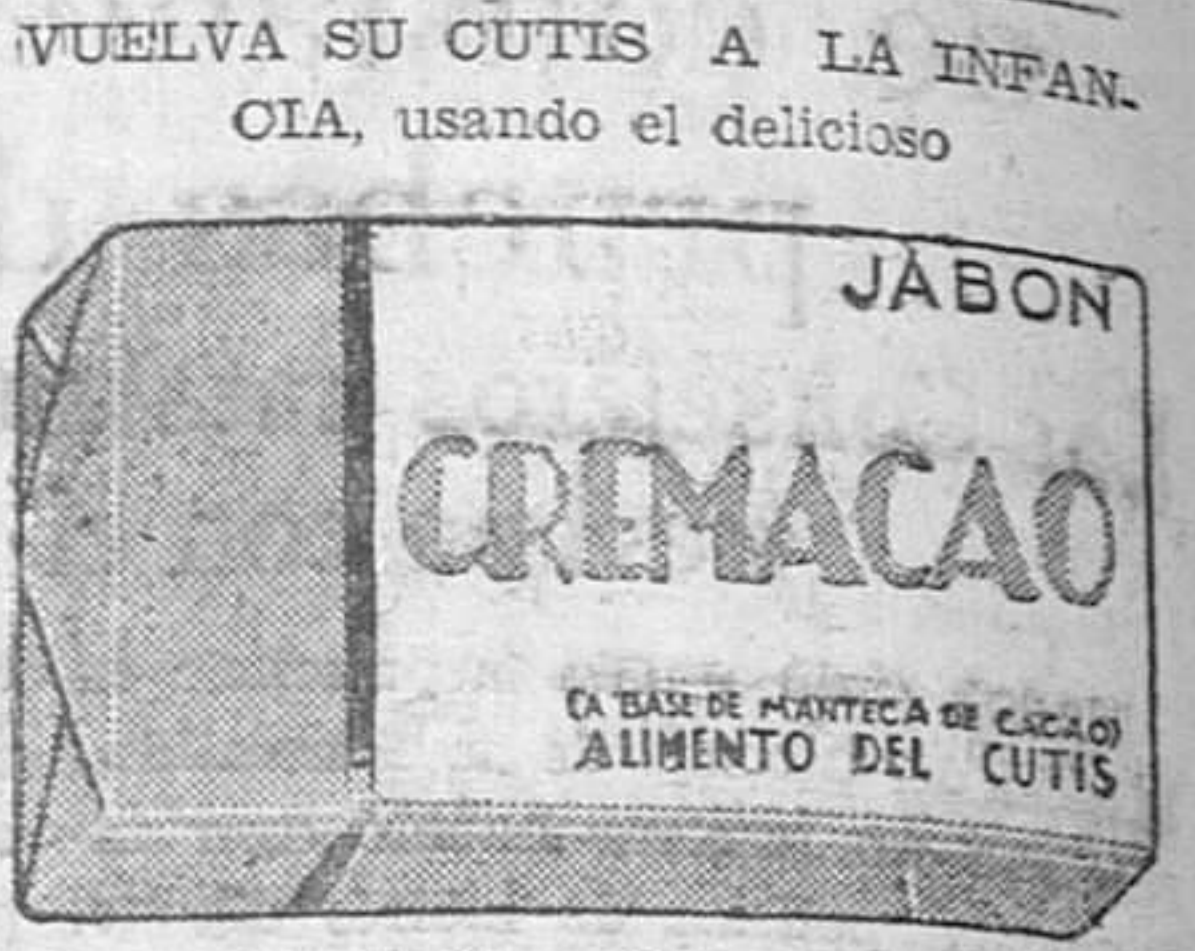 VUELVA SU CUTIS A LA INFAN-
CIA, usando el delicioso
JABON
CREMACAO
(A BASE DE MANTECA DE CACAO)
ALIMENTO DEL CUTIS